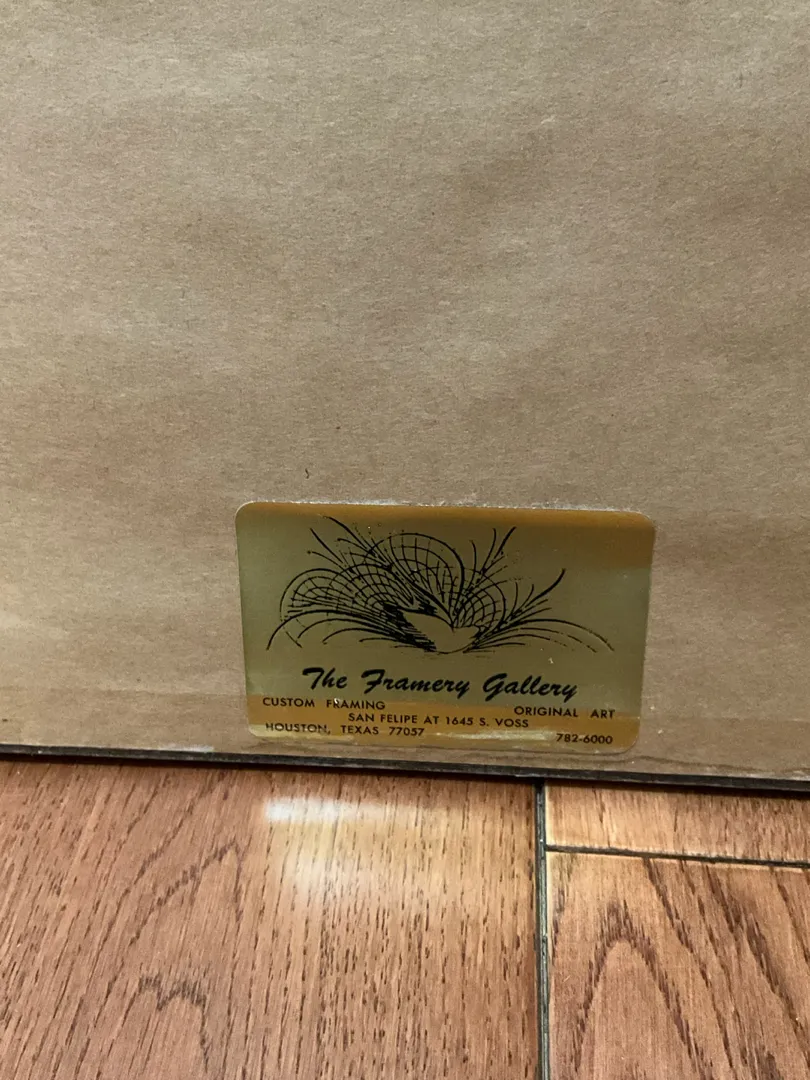 The Framery Gallery
CUSTOM FRAMING ORIGINAL ART
SAN FELIPE AT 1645 S. VOSS
HOUSTON, TEXAS 77057 782-6000